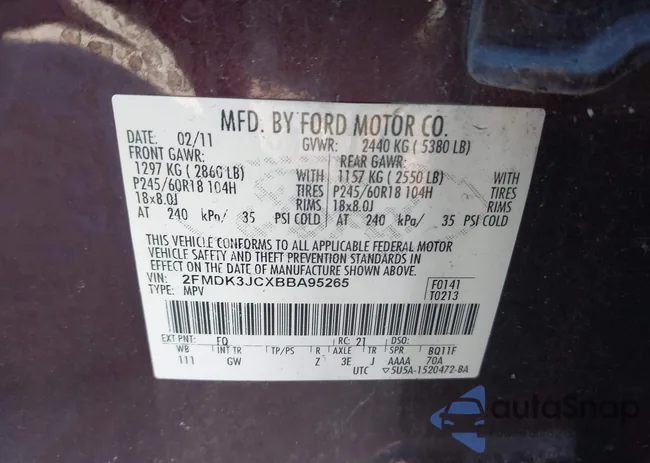 MFD. BY FORD MOTOR CO.
DATE: 02/11 GVWR: 2440 KG ( 5380 LB)
FRONT GAWR: REAR GAWR:
1297 KG ( 2860 LB) WITH 1157 KG ( 2550 LB) WITH
P245/60R18 104H TIRES P245/60R18 104H TIRES
18x8.0J RIMS 18x8.0J RIMS
AT 240 kPa/ 35 PSI COLD AT 240 kPa/ 35 PSI COLD
THIS VEHICLE CONFORMS TO ALL APPLICABLE FEDERAL MOTOR
VEHICLE SAFETY AND THEFT PREVENTION STANDARDS IN
EFFECT ON THE DATE OF MANUFACTURE SHOWN ABOVE.
VIN: 2FMDK3JCXBBA95265 F0141
TYPE: MPV T0213
EXT PNT: FQ RC: 21 DSO:
WB INT TR TP/PS R AXLE TR SPR BQ11F
111 GW Z 3E J AAAA 70A
UTC 5U5A-1520472-BA
autoSnap